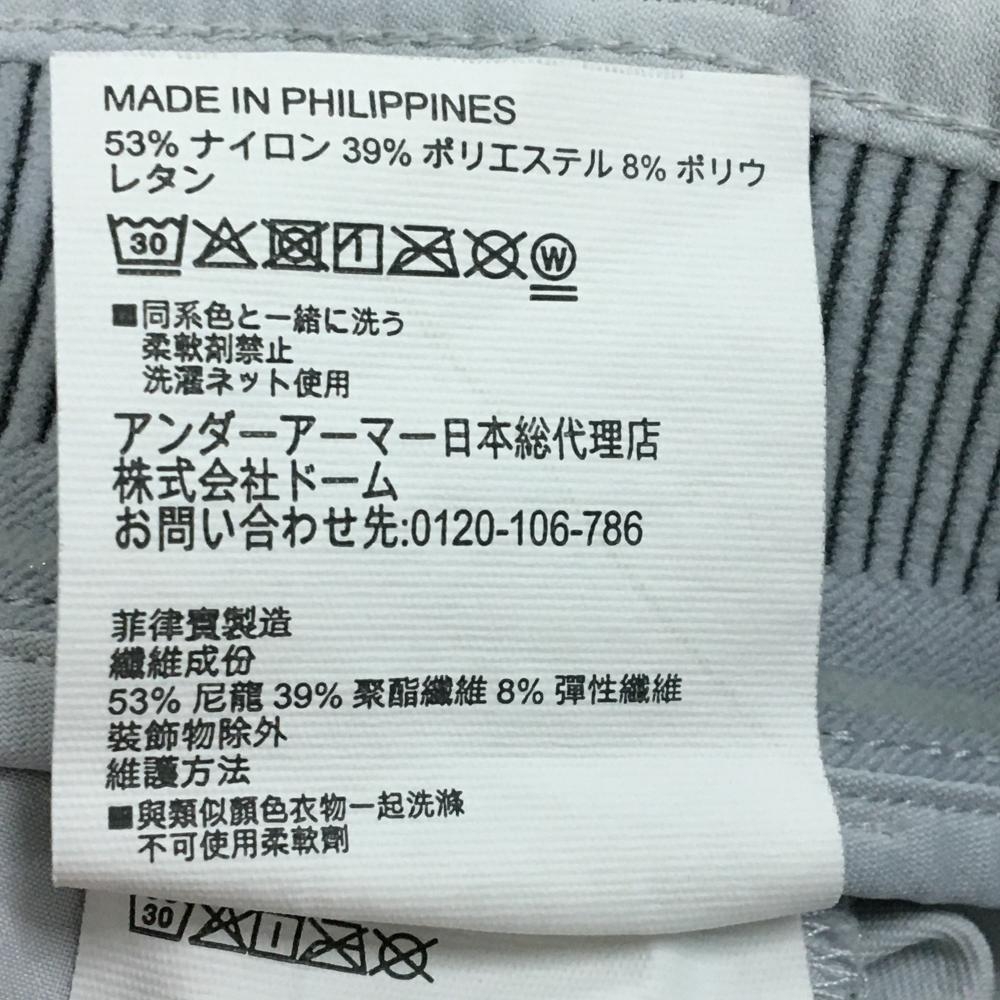 MADE IN PHILIPPINES
53% ナイロン 39% ポリエステル 8% ポリウ
レタン
30 W
■同系色と一緒に洗う
柔軟剤禁止
洗濯ネット使用
アンダーアーマー日本総代理店
株式会社ドーム
お問い合わせ先:0120-106-786
菲律賓製造
纖維成份
53% 尼龍 39% 聚酯纖維 8% 彈性纖維
裝飾物除外
維護方法
■與類似顏色衣物一起洗滌
不可使用柔軟劑
30